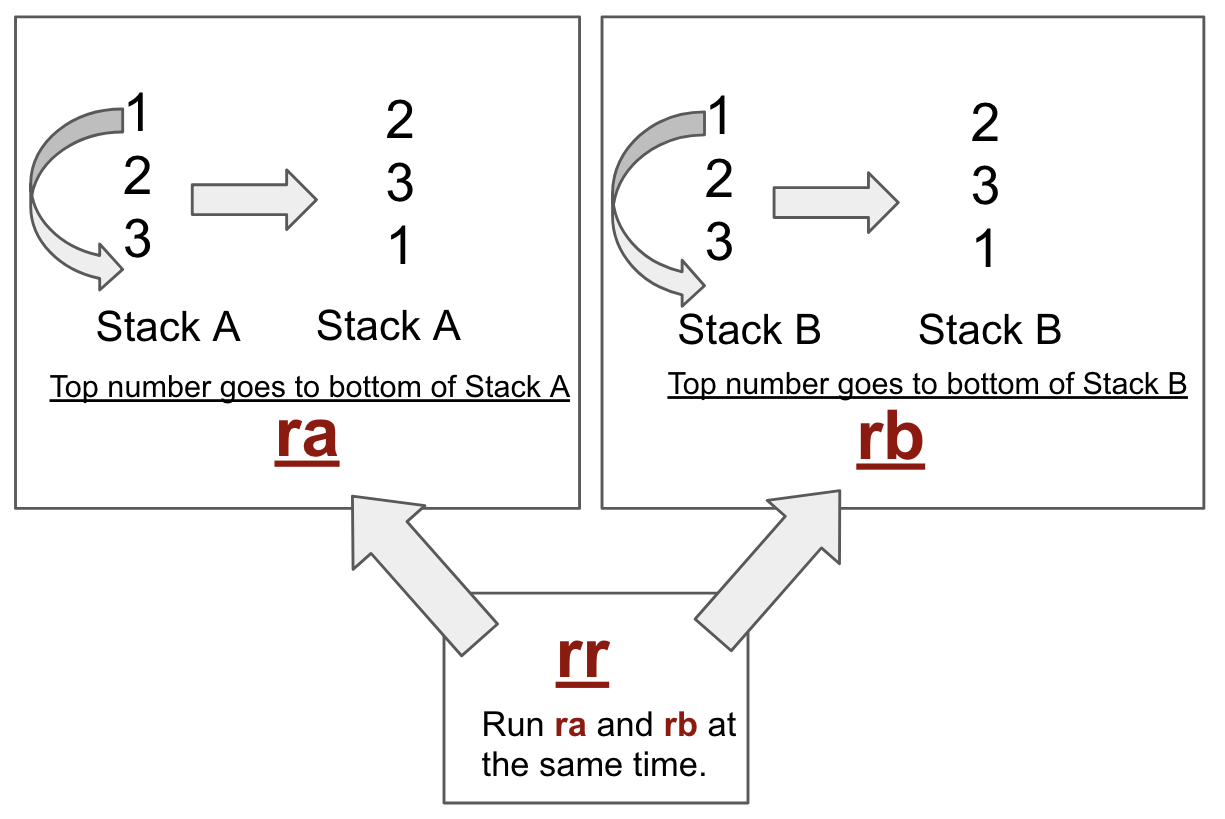 1
2
3
2
3
1
Stack A
Stack A
Top number goes to bottom of Stack A
ra
1
2
3
2
3
1
Stack B
Stack B
Top number goes to bottom of Stack B
rb
rr
Run ra and rb at
the same time.